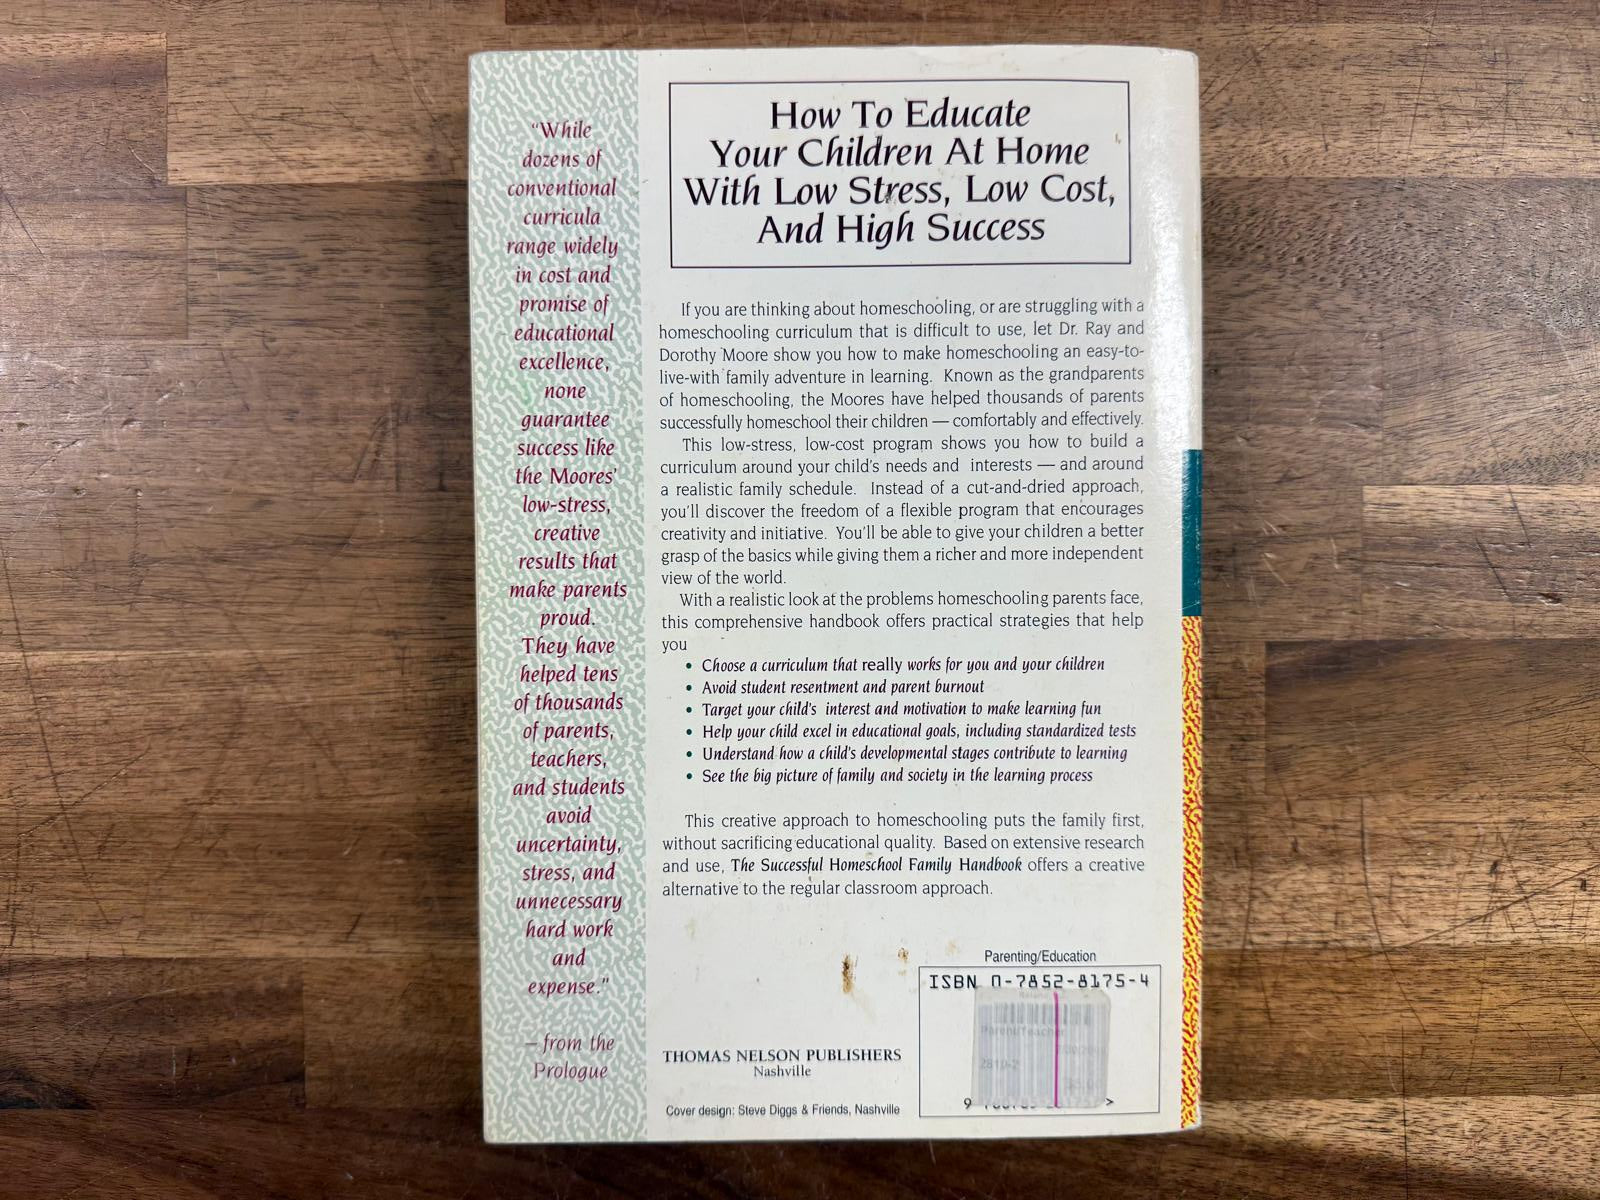 "While
dozens of
conventional
curricula
range widely
in cost and
promise of
educational
excellence,
none
guarantee
success like
the Moores'
low-stress,
creative
results that
make parents
proud.
They have
helped tens
of thousands
of parents,
teachers,
and students
avoid
uncertainty,
stress, and
unnecessary
hard work
and
expense."
— from the
Prologue
How To Educate
Your Children At Home
With Low Stress, Low Cost,
And High Success
If you are thinking about homeschooling, or are struggling with a
homeschooling curriculum that is difficult to use, let Dr. Ray and
Dorothy Moore show you how to make homeschooling an easy-to-
live-with family adventure in learning. Known as the grandparents
of homeschooling, the Moores have helped thousands of parents
successfully homeschool their children — comfortably and effectively.
This low-stress, low-cost program shows you how to build a
curriculum around your child's needs and interests — and around
a realistic family schedule. Instead of a cut-and-dried approach,
you'll discover the freedom of a flexible program that encourages
creativity and initiative. You'll be able to give your children a better
grasp of the basics while giving them a richer and more independent
view of the world.
With a realistic look at the problems homeschooling parents face,
this comprehensive handbook offers practical strategies that help
you
• Choose a curriculum that really works for you and your children
• Avoid student resentment and parent burnout
• Target your child's interest and motivation to make learning fun
• Help your child excel in educational goals, including standardized tests
• Understand how a child's developmental stages contribute to learning
• See the big picture of family and society in the learning process
This creative approach to homeschooling puts the family first,
without sacrificing educational quality. Based on extensive research
and use, The Successful Homeschool Family Handbook offers a creative
alternative to the regular classroom approach.
THOMAS NELSON PUBLISHERS
Nashville
Cover design: Steve Diggs & Friends, Nashville
Parenting/Education
ISBN 0-7852-8175-4
Parent/Teacher
2810-2
9
>